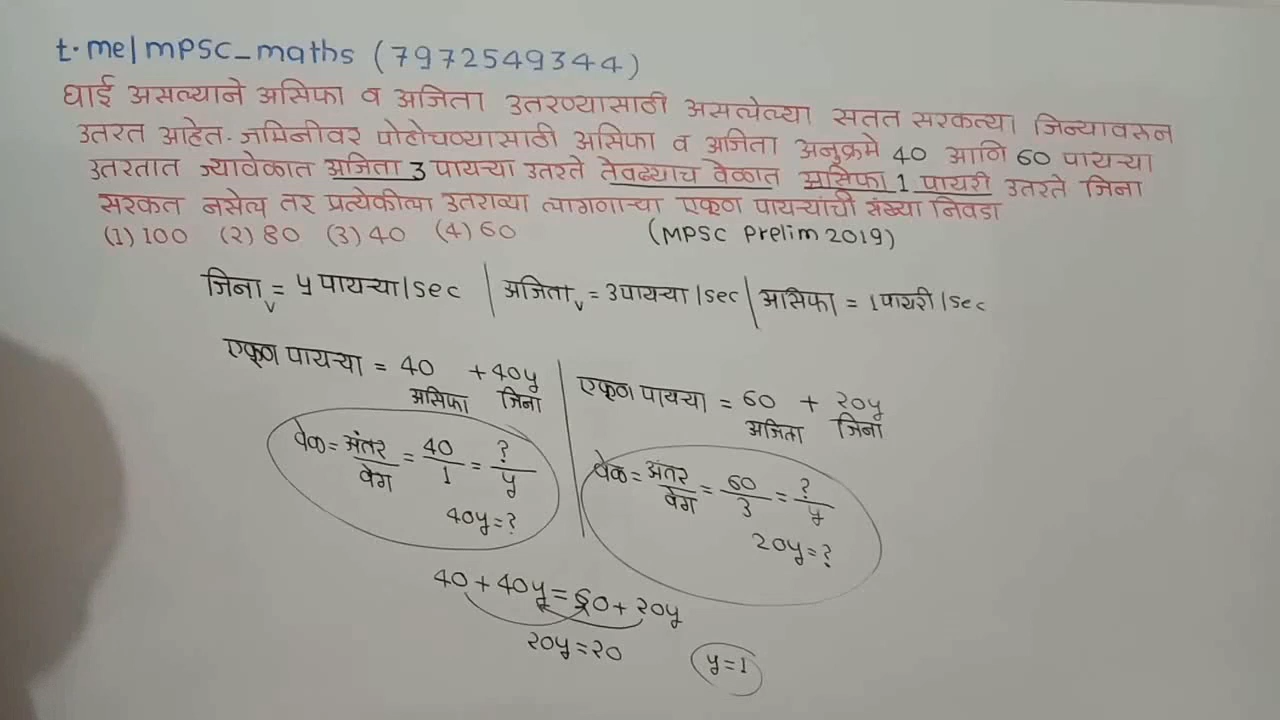 t.me/mpsc_maths (7972549344)
घाई असल्याने असिफा व अजिता उतरण्यासाठी असलेल्या सतत सरकत्या जिन्यावरून
उतरत आहेत. जमिनीवर पोहोचण्यासाठी असिफा व अजिता अनुक्रमे 40 आणि 60 पायऱ्या
उतरतात ज्यावेळात अजिता 3 पायऱ्या उतरते तेवढ्याच वेळात असिफा 1 पायरी उतरते जिना
सरकत नसेल तर प्रत्येकीला उतराव्या लागणाऱ्या एकूण पायऱ्यांची संख्या निवडा
(1) 100 (2) 80 (3) 40 (4) 60 (MPSC Prelim 2019)
जिना v = y पायऱ्या/sec | अजिता v = 3 पायऱ्या/sec | असिफा = 1 पायरी/sec
एकूण पायऱ्या = 40 + 40y
असिफा जिना
वेळ = अंतर/वेग = 40/1 = ?/y
40y = ?
एकूण पायऱ्या = 60 + 20y
अजिता जिना
वेळ = अंतर/वेग = 60/3 = ?/y
20y = ?
40 + 40y = 60 + 20y
20y = 20
y = 1